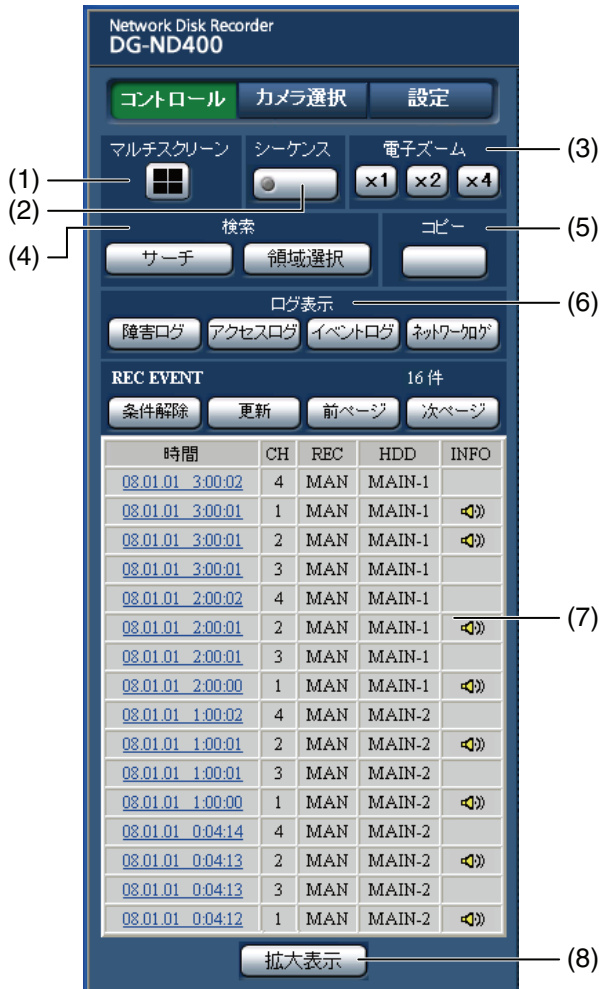 Network Disk Recorder
DG-ND400
コントロール カメラ選択 設定
マルチスクリーン シーケンス 電子ズーム (3)
(1) x1 x2 x4
(2)
検索 コピー (5)
(4) サーチ 領域選択
ログ表示 (6)
障害ログ アクセスログ イベントログ ネットワークログ
REC EVENT 16 件
条件解除 更新 前ページ 次ページ
時間 CH REC HDD INFO
08.01.01 3:00:02 4 MAN MAIN-1
08.01.01 3:00:01 1 MAN MAIN-1
08.01.01 3:00:01 2 MAN MAIN-1
08.01.01 3:00:01 3 MAN MAIN-1
08.01.01 2:00:02 4 MAN MAIN-1
08.01.01 2:00:01 2 MAN MAIN-1 (7)
08.01.01 2:00:01 3 MAN MAIN-1
08.01.01 2:00:00 1 MAN MAIN-1
08.01.01 1:00:02 4 MAN MAIN-2
08.01.01 1:00:01 2 MAN MAIN-2
08.01.01 1:00:01 3 MAN MAIN-2
08.01.01 1:00:00 1 MAN MAIN-2
08.01.01 0:04:14 4 MAN MAIN-2
08.01.01 0:04:13 2 MAN MAIN-2
08.01.01 0:04:13 3 MAN MAIN-2
08.01.01 0:04:12 1 MAN MAIN-2
拡大表示 (8)